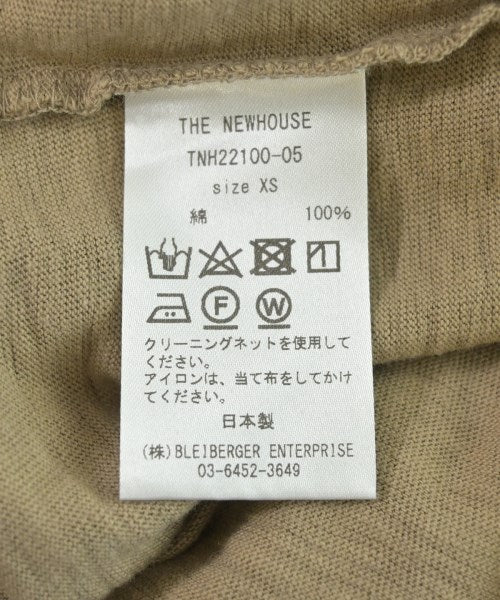 THE NEWHOUSE
TNH22100-05
size XS
綿 100%
F W
クリーニングネットを使用して
ください。
アイロンは、当て布をしてかけ
てください。
日本製
(株)BLEIBERGER ENTERPRISE
03-6452-3649